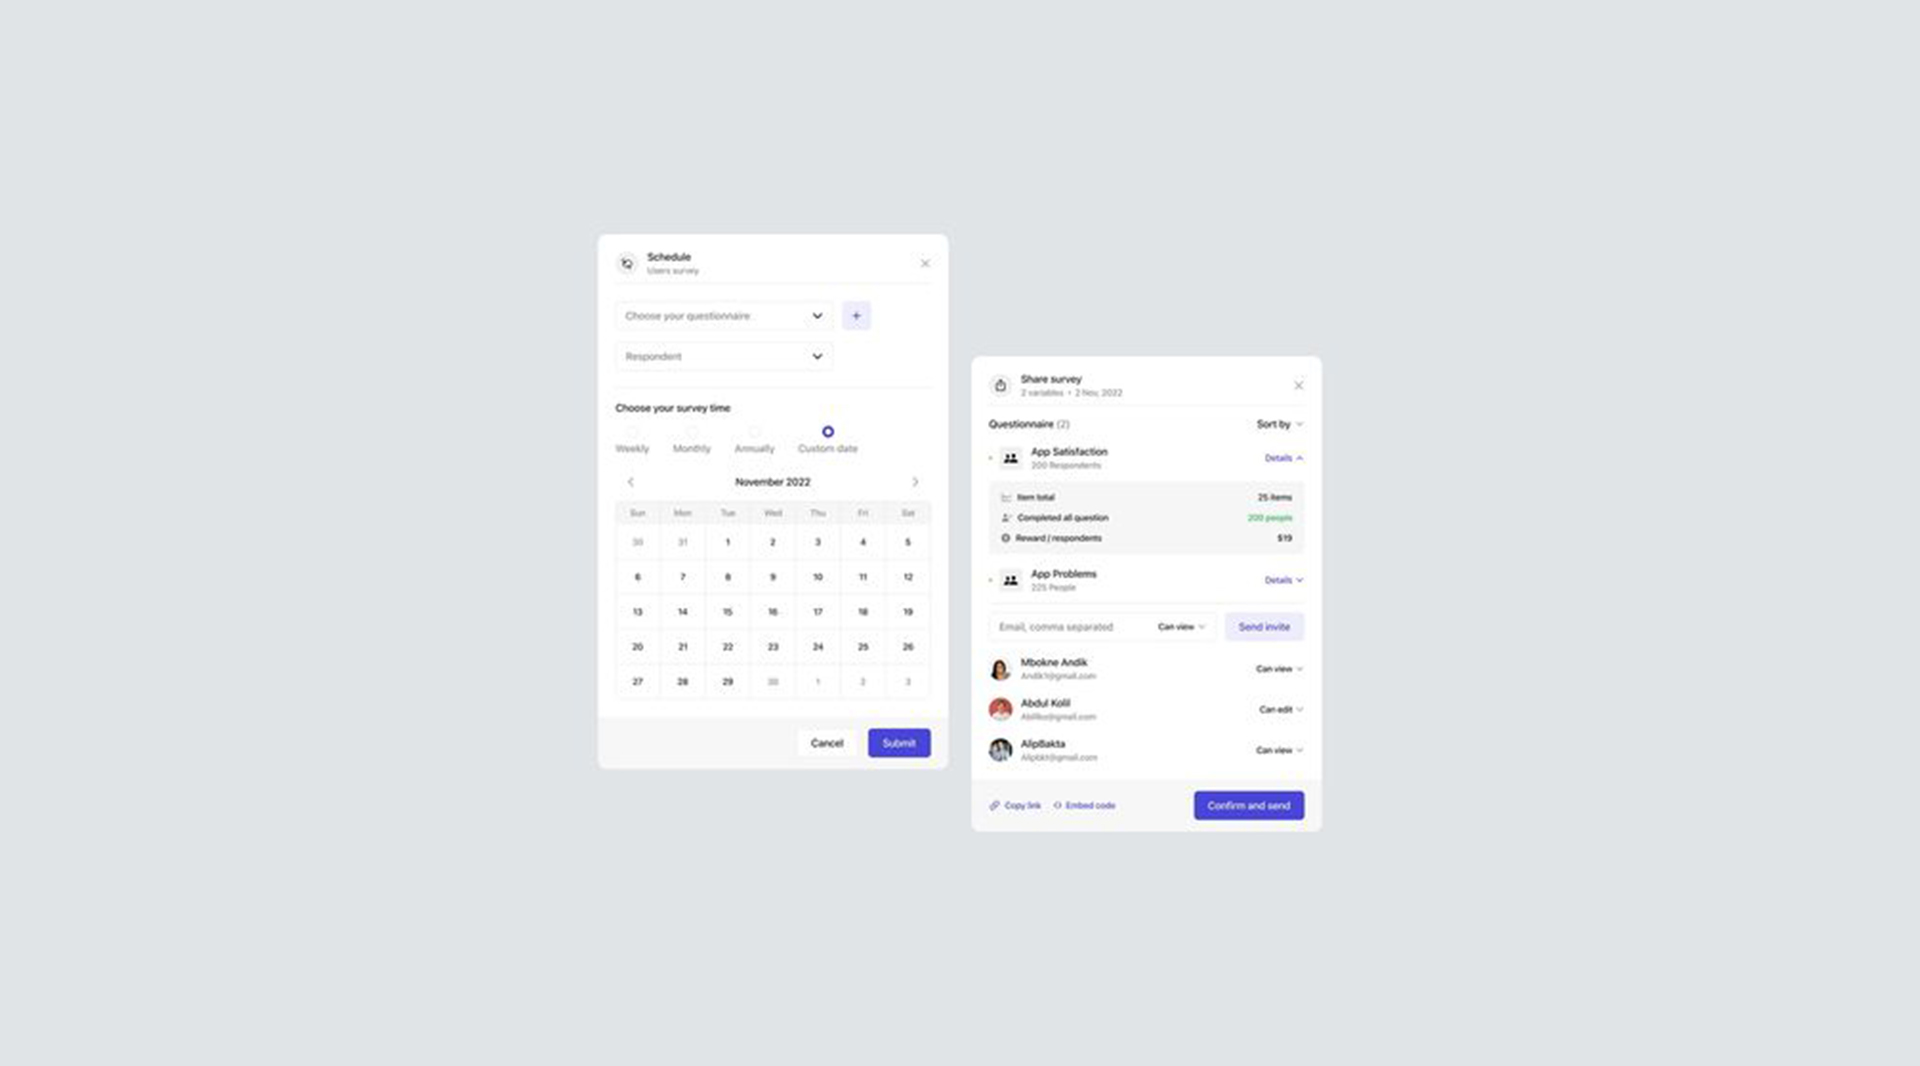 Schedule
Users survey
Choose your questionnaire
+
Respondent
Choose your survey time
Weekly Monthly Annually Custom date
November 2022
Sun Mon Tue Wed Thu Fri Sat
30 31 1 2 3 4 5
6 7 8 9 10 11 12
13 14 15 16 17 18 19
20 21 22 23 24 25 26
27 28 29 30 1 2 3
Cancel Submit
Share survey
2 variables • 2 Nov, 2022
Questionnaire (2) Sort by
App Satisfaction
200 Respondents
Details
Item total 25 items
Completed all question 200 people
Reward / respondents $19
App Problems
225 People
Details
Email, comma separated Can view Send invite
Mbokne Andik
Andik1@gmail.com
Can view
Abdul Kolil
Can edit
AlipBakta
Can view
Copy link Embed code Confirm and send